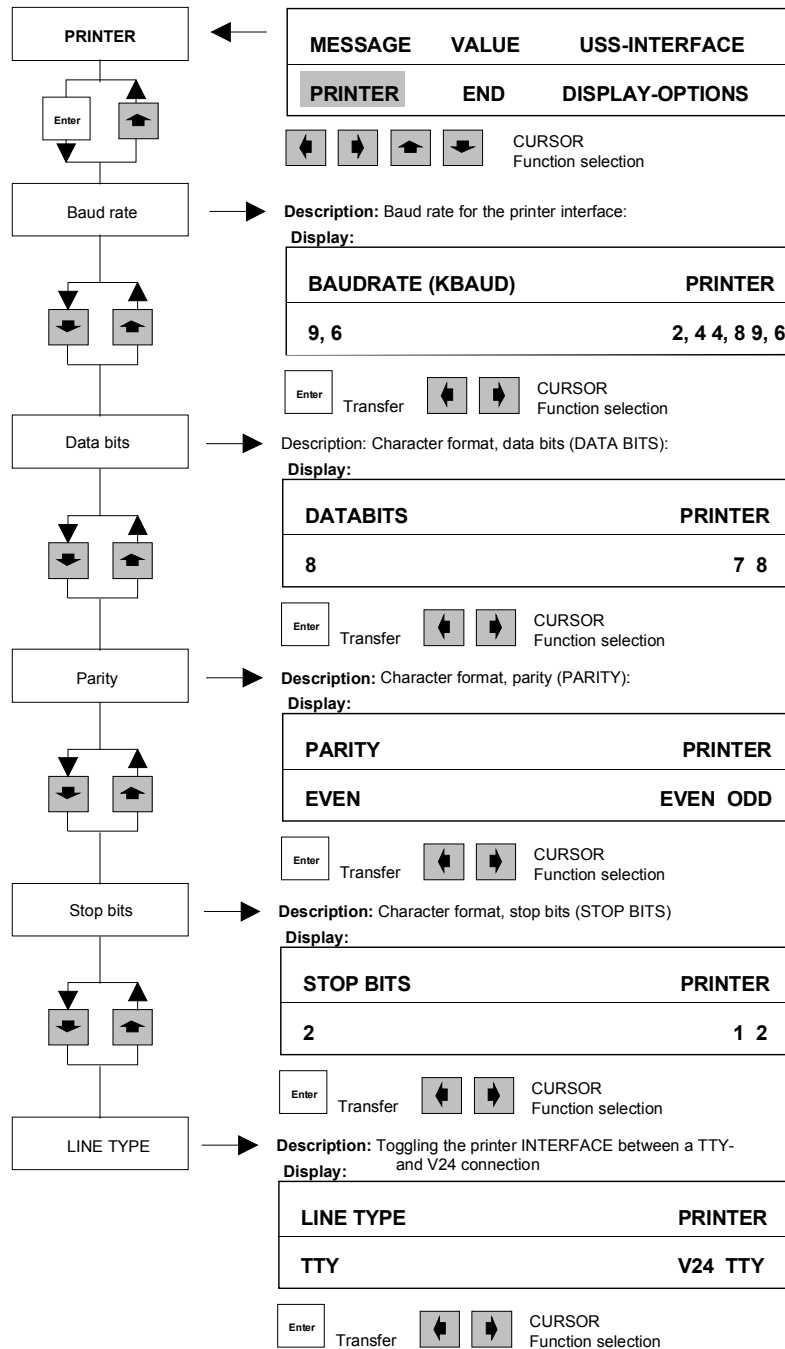 PRINTER
MESSAGE VALUE USS-INTERFACE
PRINTER END DISPLAY-OPTIONS
Enter
CURSOR
Function selection
Baud rate
Description: Baud rate for the printer interface:
Display:
BAUDRATE (KBAUD) PRINTER
9, 6 2, 4 4, 8 9, 6
Enter Transfer CURSOR
Function selection
Data bits
Description: Character format, data bits (DATA BITS):
Display:
DATABITS PRINTER
8 7 8
Enter Transfer CURSOR
Function selection
Parity
Description: Character format, parity (PARITY):
Display:
PARITY PRINTER
EVEN EVEN ODD
Enter Transfer CURSOR
Function selection
Stop bits
Description: Character format, stop bits (STOP BITS)
Display:
STOP BITS PRINTER
2 1 2
Enter Transfer CURSOR
Function selection
LINE TYPE
Description: Toggling the printer INTERFACE between a TTY-
and V24 connection
Display:
LINE TYPE PRINTER
TTY V24 TTY
Enter Transfer CURSOR
Function selection